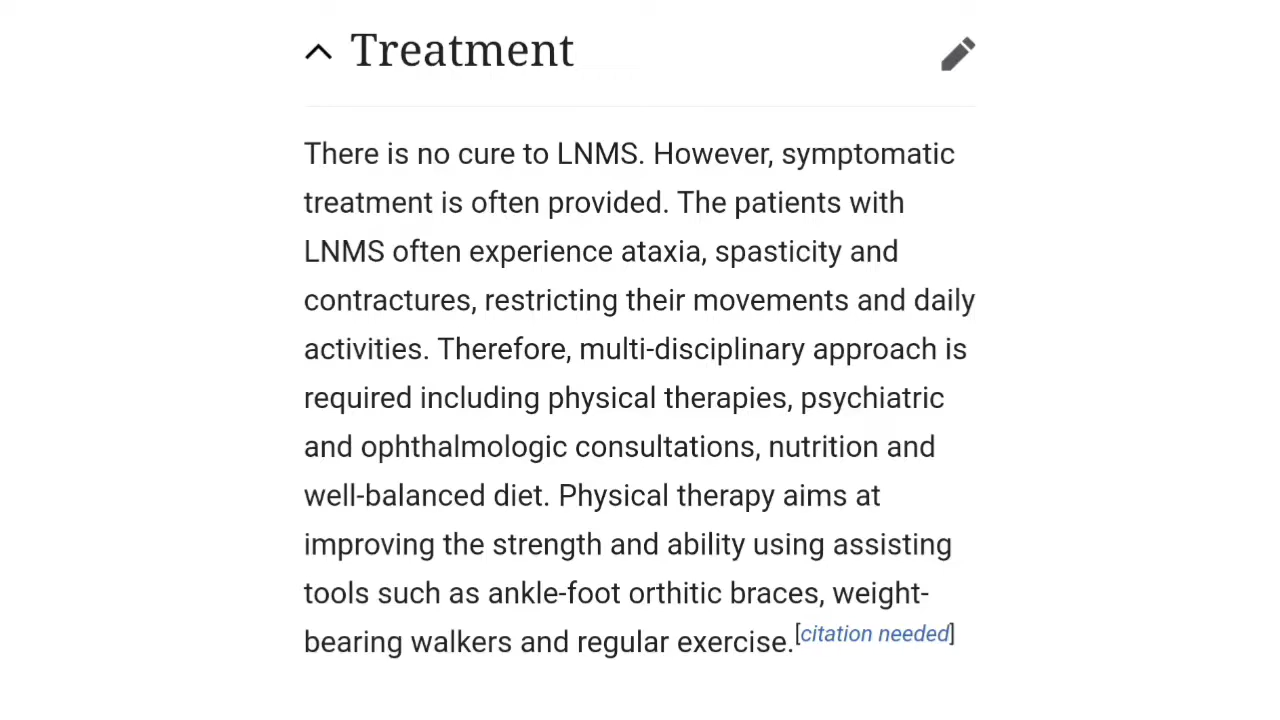 Treatment
There is no cure to LNMS. However, symptomatic
treatment is often provided. The patients with
LNMS often experience ataxia, spasticity and
contractures, restricting their movements and daily
activities. Therefore, multi-disciplinary approach is
required including physical therapies, psychiatric
and ophthalmologic consultations, nutrition and
well-balanced diet. Physical therapy aims at
improving the strength and ability using assisting
tools such as ankle-foot orthitic braces, weight-
bearing walkers and regular exercise.[citation needed]